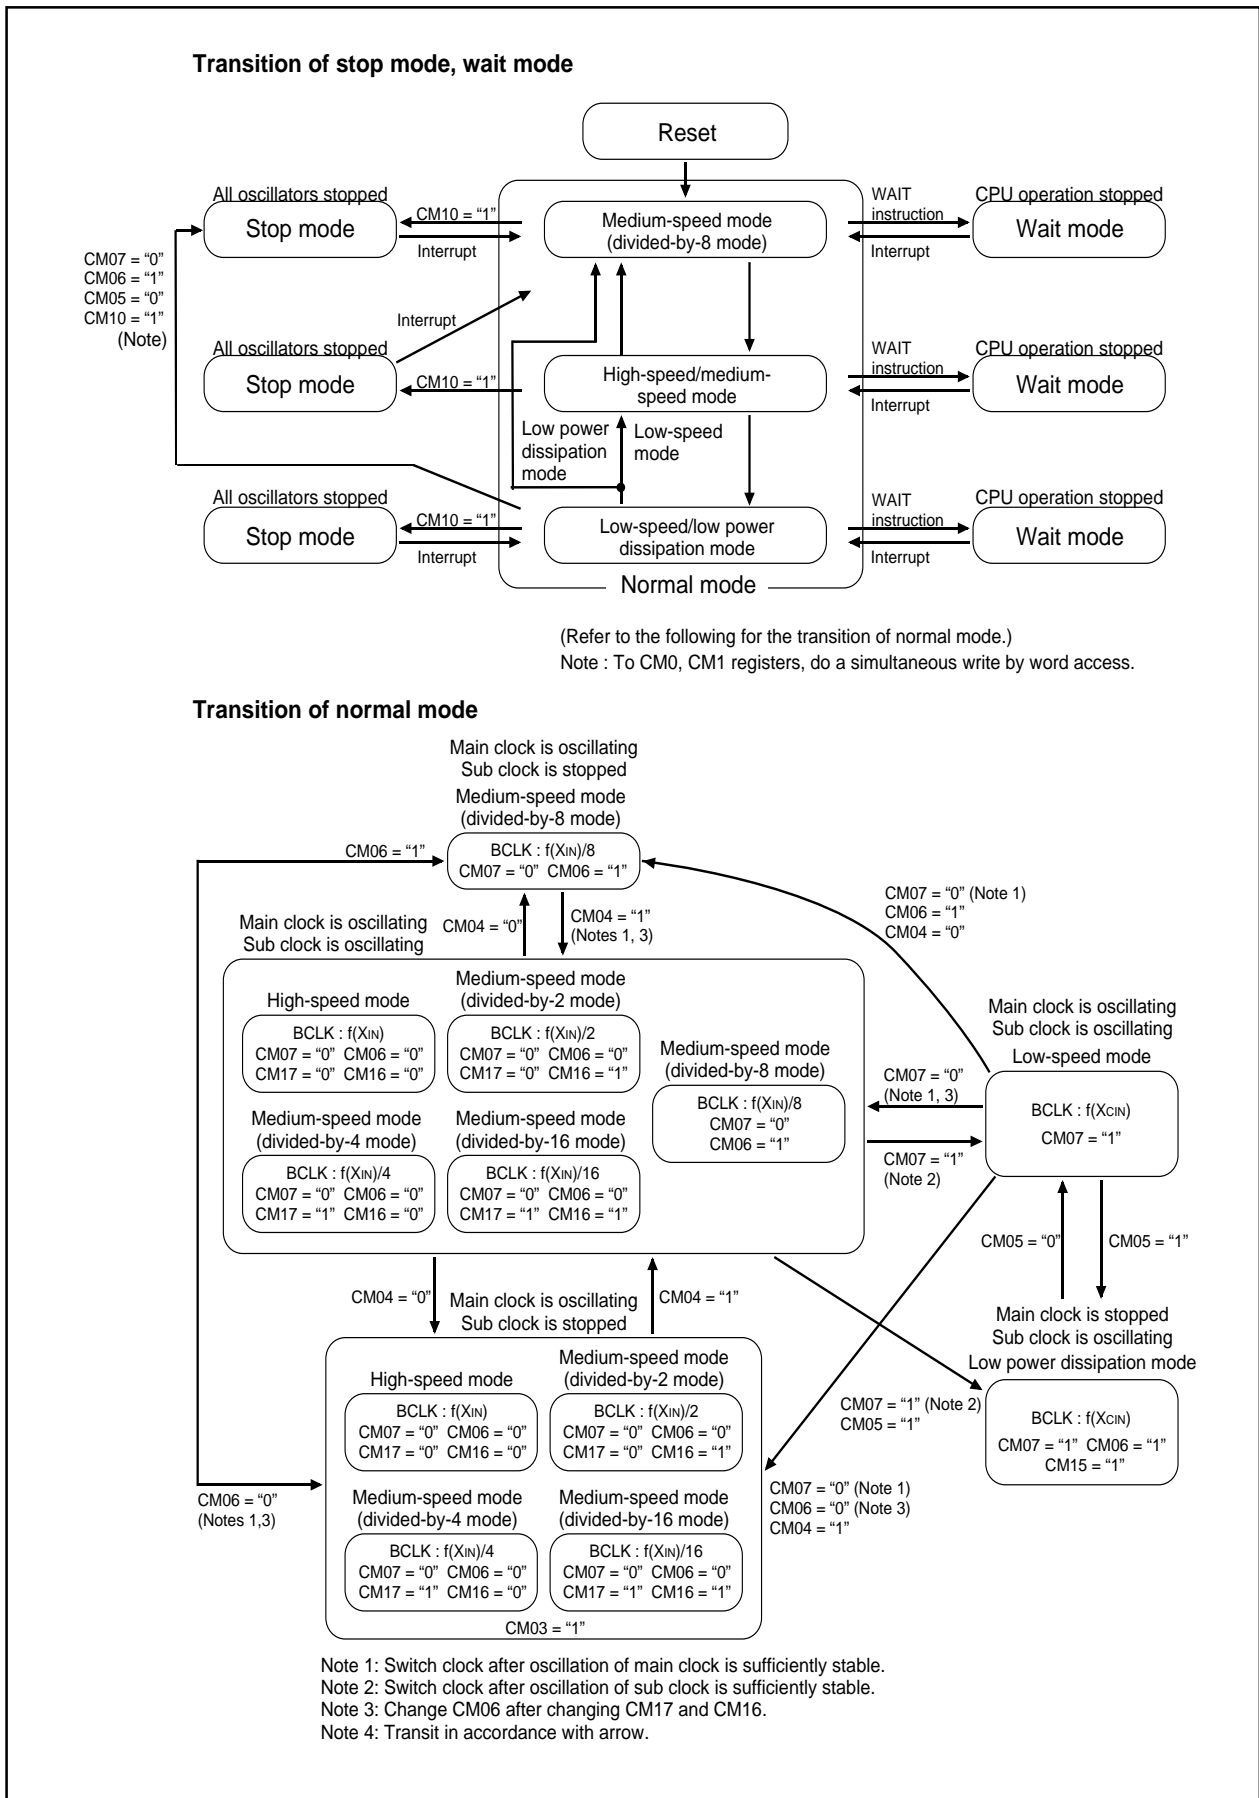 Transition of stop mode, wait mode
Reset
All oscillators stopped
Stop mode
CM10 = “1”
Interrupt
Medium-speed mode
(divided-by-8 mode)
WAIT
instruction
Interrupt
CPU operation stopped
Wait mode
CM07 = “0”
CM06 = “1”
CM05 = “0”
CM10 = “1”
(Note)
Interrupt
All oscillators stopped
Stop mode
CM10 = “1”
High-speed/medium-
speed mode
WAIT
instruction
Interrupt
CPU operation stopped
Wait mode
Low power
dissipation
mode
Low-speed
mode
All oscillators stopped
Stop mode
CM10 = “1”
Interrupt
Low-speed/low power
dissipation mode
WAIT
instruction
Interrupt
CPU operation stopped
Wait mode
Normal mode
(Refer to the following for the transition of normal mode.)
Note : To CM0, CM1 registers, do a simultaneous write by word access.
Transition of normal mode
Main clock is oscillating
Sub clock is stopped
Medium-speed mode
(divided-by-8 mode)
BCLK : f(XIN)/8
CM07 = “0” CM06 = “1”
CM06 = “1”
CM07 = “0” (Note 1)
CM06 = “1”
CM04 = “0”
Main clock is oscillating
Sub clock is oscillating
CM04 = “0”
CM04 = “1”
(Notes 1, 3)
High-speed mode
BCLK : f(XIN)
CM07 = “0” CM06 = “0”
CM17 = “0” CM16 = “0”
Medium-speed mode
(divided-by-2 mode)
BCLK : f(XIN)/2
CM07 = “0” CM06 = “0”
CM17 = “0” CM16 = “1”
Medium-speed mode
(divided-by-8 mode)
BCLK : f(XIN)/8
CM07 = “0”
CM06 = “1”
Medium-speed mode
(divided-by-4 mode)
BCLK : f(XIN)/4
CM07 = “0” CM06 = “0”
CM17 = “1” CM16 = “0”
Medium-speed mode
(divided-by-16 mode)
BCLK : f(XIN)/16
CM07 = “0” CM06 = “0”
CM17 = “1” CM16 = “1”
CM07 = “0”
(Note 1, 3)
CM07 = “1”
(Note 2)
Main clock is oscillating
Sub clock is oscillating
Low-speed mode
BCLK : f(XCIN)
CM07 = “1”
CM05 = “0”
CM05 = “1”
CM04 = “0”
Main clock is oscillating
Sub clock is stopped
CM04 = “1”
Main clock is stopped
Sub clock is oscillating
Low power dissipation mode
BCLK : f(XCIN)
CM07 = “1” CM06 = “1”
CM15 = “1”
CM07 = “1” (Note 2)
CM05 = “1”
High-speed mode
BCLK : f(XIN)
CM07 = “0” CM06 = “0”
CM17 = “0” CM16 = “0”
Medium-speed mode
(divided-by-2 mode)
BCLK : f(XIN)/2
CM07 = “0” CM06 = “0”
CM17 = “0” CM16 = “1”
CM06 = “0”
(Notes 1,3)
Medium-speed mode
(divided-by-4 mode)
BCLK : f(XIN)/4
CM07 = “0” CM06 = “0”
CM17 = “1” CM16 = “0”
Medium-speed mode
(divided-by-16 mode)
BCLK : f(XIN)/16
CM07 = “0” CM06 = “0”
CM17 = “1” CM16 = “1”
CM07 = “0” (Note 1)
CM06 = “0” (Note 3)
CM04 = “1”
CM03 = “1”
Note 1: Switch clock after oscillation of main clock is sufficiently stable.
Note 2: Switch clock after oscillation of sub clock is sufficiently stable.
Note 3: Change CM06 after changing CM17 and CM16.
Note 4: Transit in accordance with arrow.